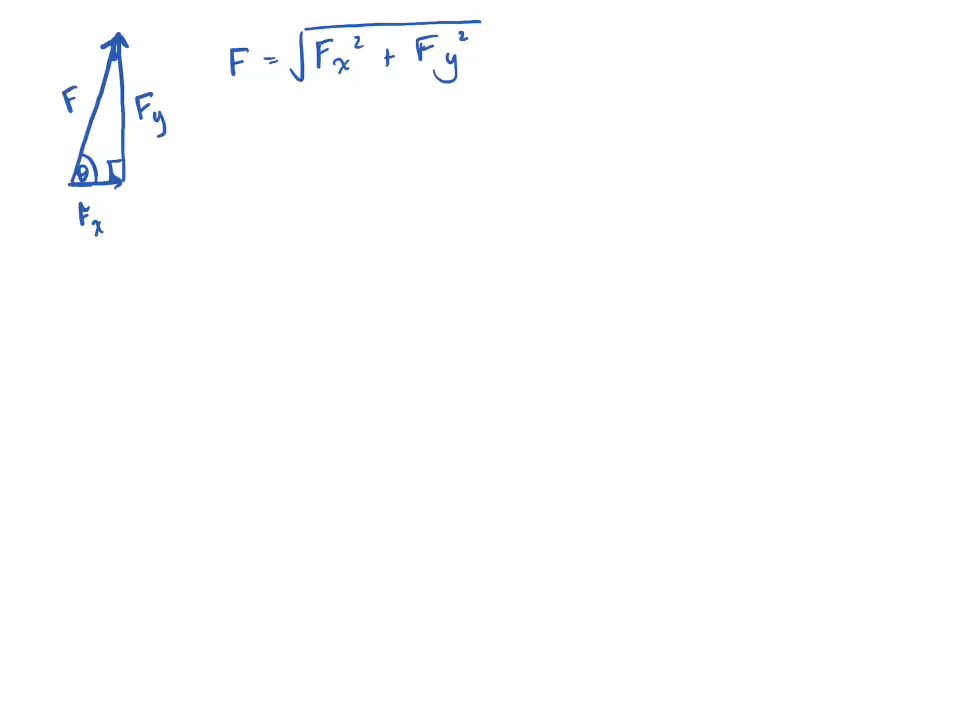 F = √(Fx² + Fy²)
F
Fy
θ
Fx